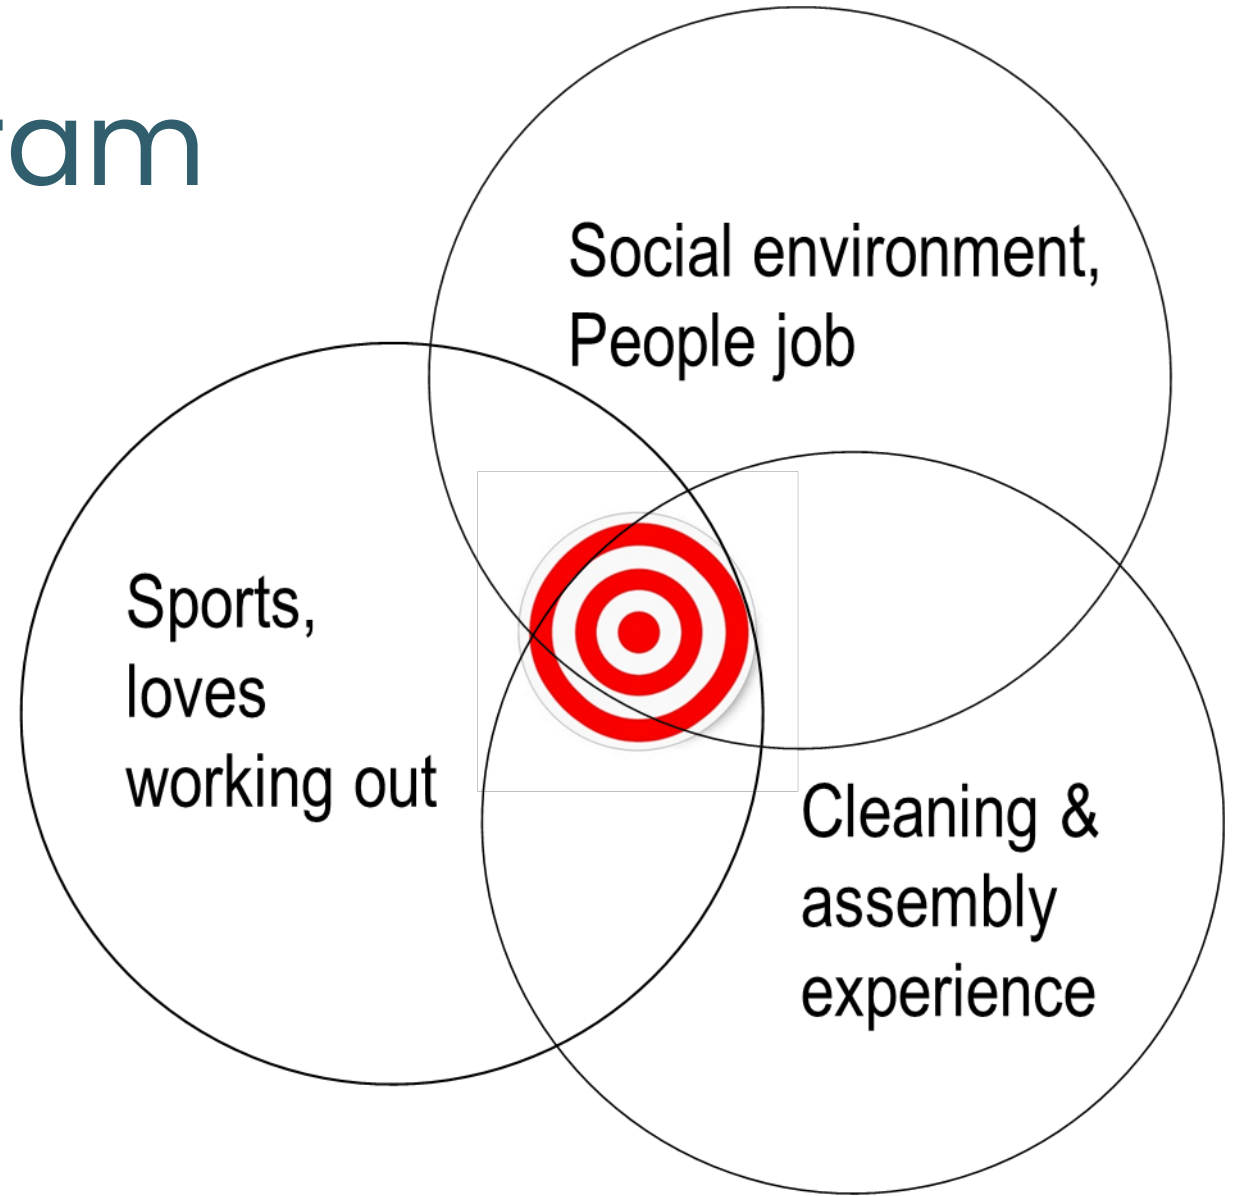 ram
Social environment,
People job
Sports,
loves
working out
Cleaning &
assembly
experience